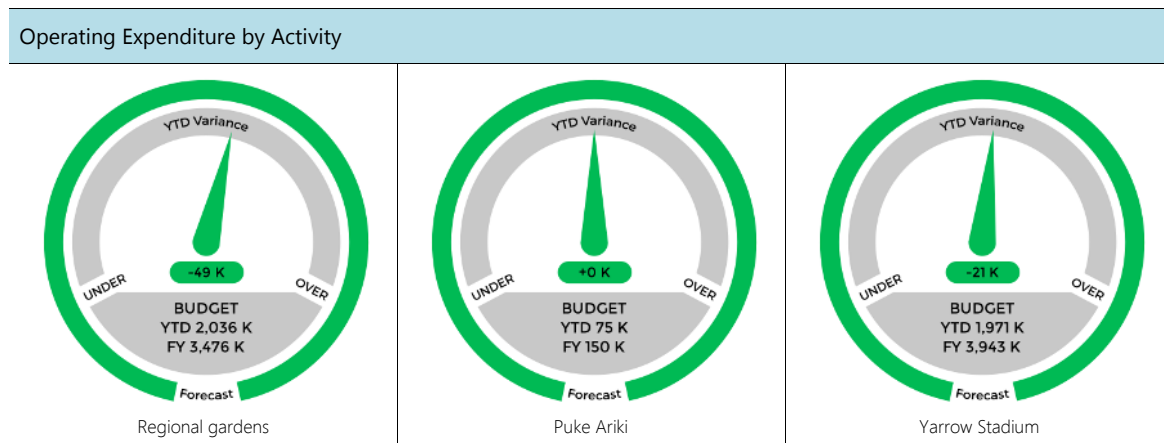 Operating Expenditure by Activity
YTD Variance
-49 K
UNDER
OVER
BUDGET
YTD 2,036 K
FY 3,476 K
Forecast
Regional gardens
YTD Variance
+0 K
UNDER
OVER
BUDGET
YTD 75 K
FY 150 K
Forecast
Puke Ariki
YTD Variance
-21 K
UNDER
OVER
BUDGET
YTD 1,971 K
FY 3,943 K
Forecast
Yarrow Stadium